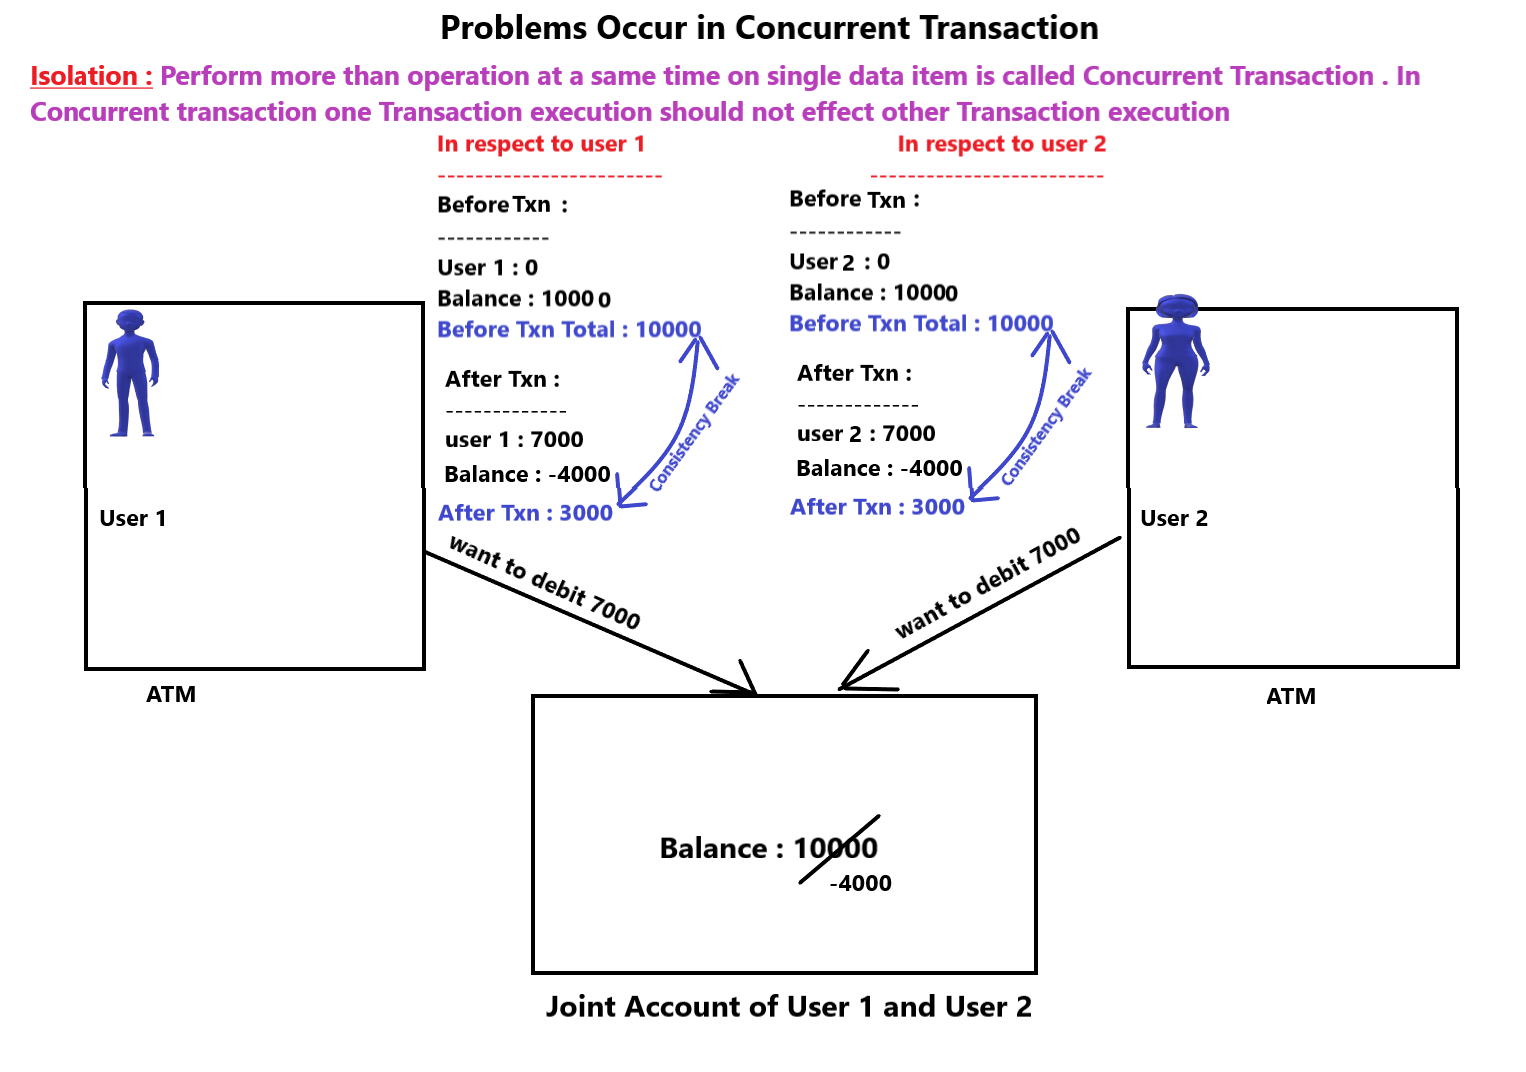 Problems Occur in Concurrent Transaction
Isolation : Perform more than operation at a same time on single data item is called Concurrent Transaction . In
Concurrent transaction one Transaction execution should not effect other Transaction execution
In respect to user 1
------------------------
Before Txn :
------------
User 1 : 0
Balance : 10000
Before Txn Total : 10000
After Txn :
-------------
user 1 : 7000
Balance : -4000
After Txn : 3000
Consistency Break
In respect to user 2
-------------------------
Before Txn :
------------
User 2 : 0
Balance : 10000
Before Txn Total : 10000
After Txn :
-------------
user 2 : 7000
Balance : -4000
After Txn : 3000
Consistency Break
User 1
User 2
want to debit 7000
want to debit 7000
ATM
ATM
Balance : 10000
-4000
Joint Account of User 1 and User 2